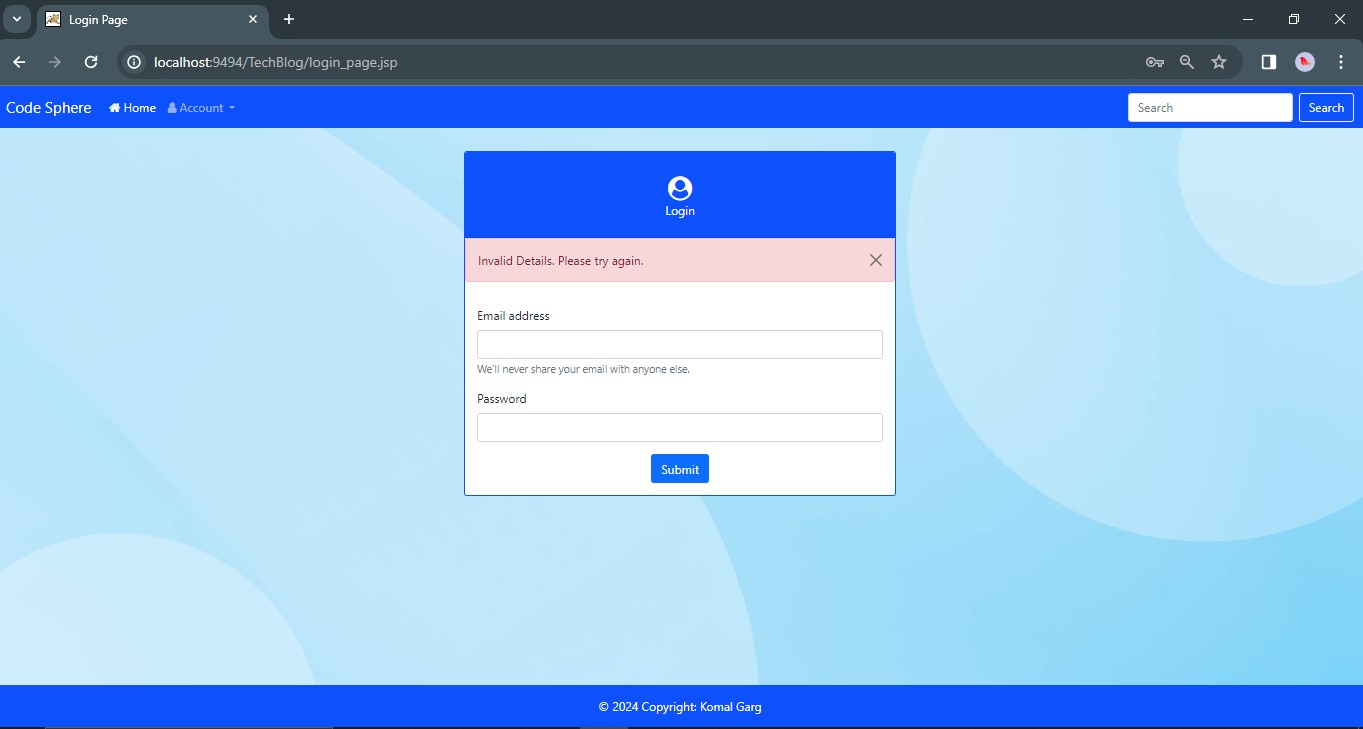 Login Page
localhost:9494/TechBlog/login_page.jsp
Code Sphere Home Account Search Search
Login
Invalid Details. Please try again.
Email address
We'll never share your email with anyone else.
Password
Submit
© 2024 Copyright: Komal Garg